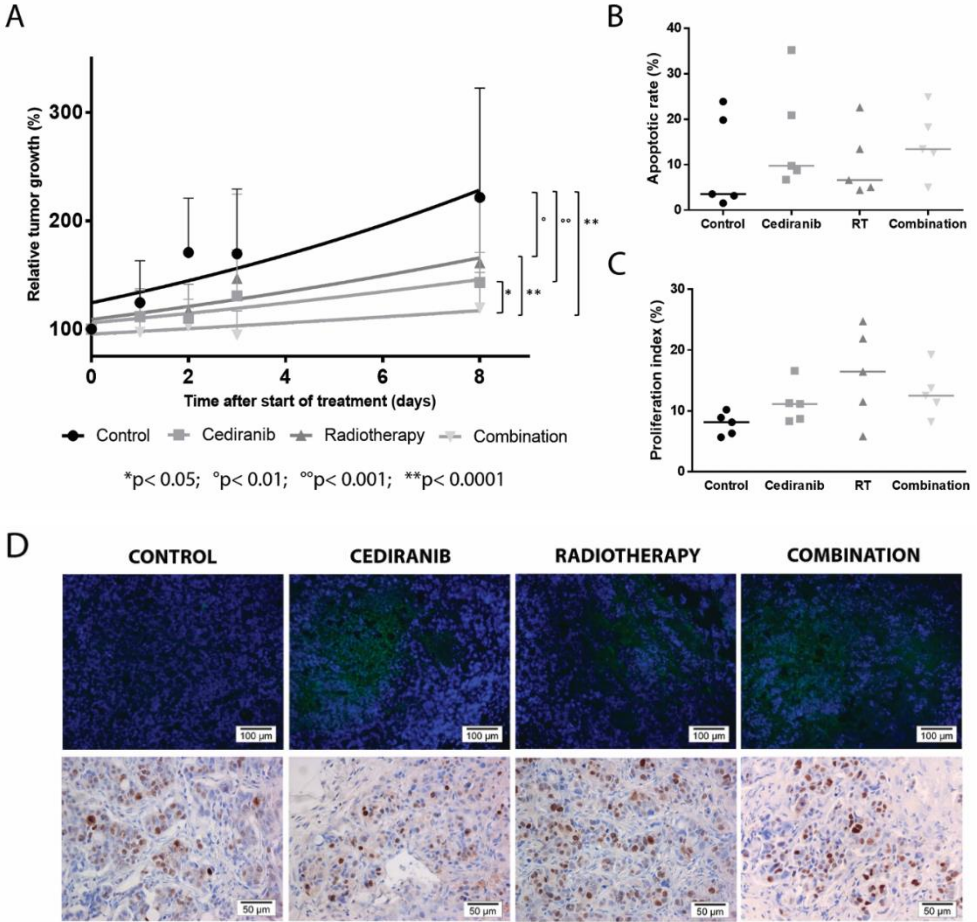 A
Relative tumor growth (%)
300
200
100
0
2
4
6
8
Time after start of treatment (days)
° °° **
* **
Control Cediranib Radiotherapy Combination
*p< 0.05; °p< 0.01; °°p< 0.001; **p< 0.0001
B
Apoptotic rate (%)
40
30
20
10
0
Control Cediranib RT Combination
C
Proliferation index (%)
30
20
10
0
Control Cediranib RT Combination
D
CONTROL CEDIRANIB RADIOTHERAPY COMBINATION
100 µm 100 µm 100 µm 100 µm
50 µm 50 µm 50 µm 50 µm